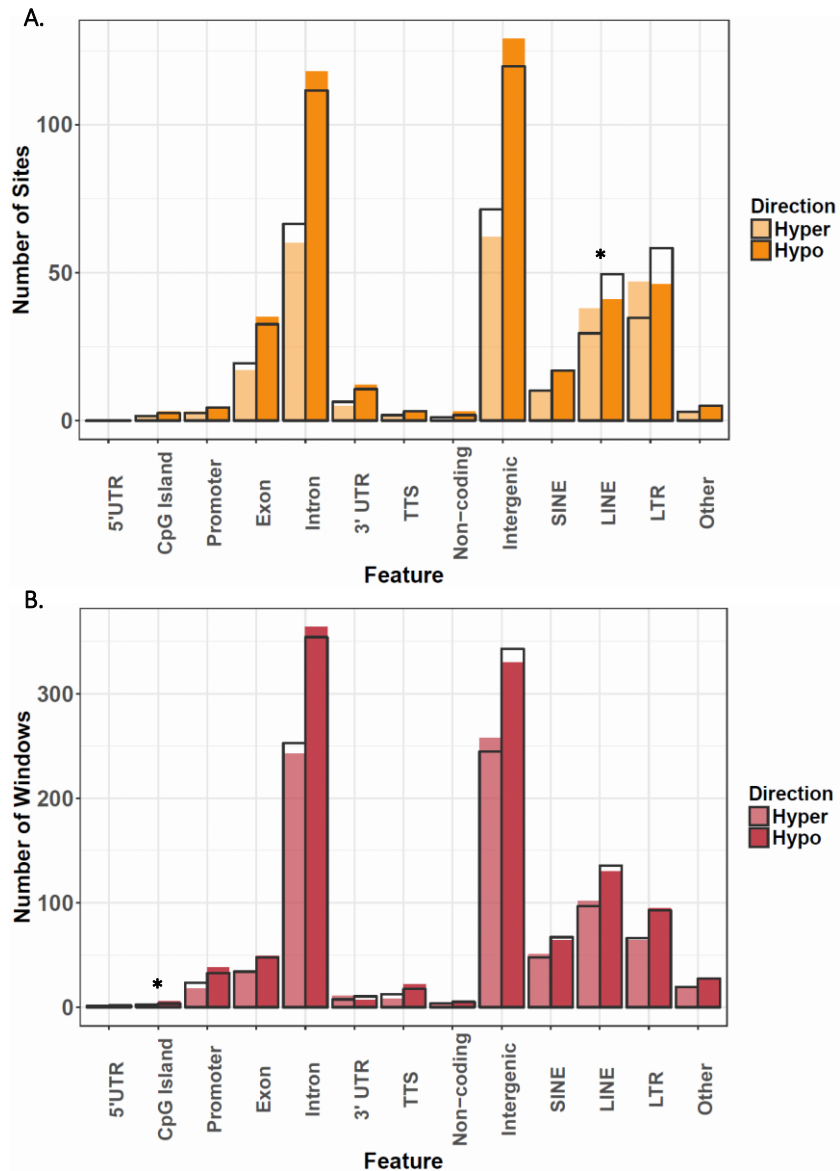 A.
Number of Sites
100
50
0
5'UTR
CpG Island
Promoter
Exon
Intron
3' UTR
TTS
Non-coding
Intergenic
SINE
LINE
LTR
Other
*
Feature
Direction
Hyper
Hypo
B.
Number of Windows
300
200
100
0
5'UTR
CpG Island
Promoter
Exon
Intron
3' UTR
TTS
Non-coding
Intergenic
SINE
LINE
LTR
Other
*
Feature
Direction
Hyper
Hypo